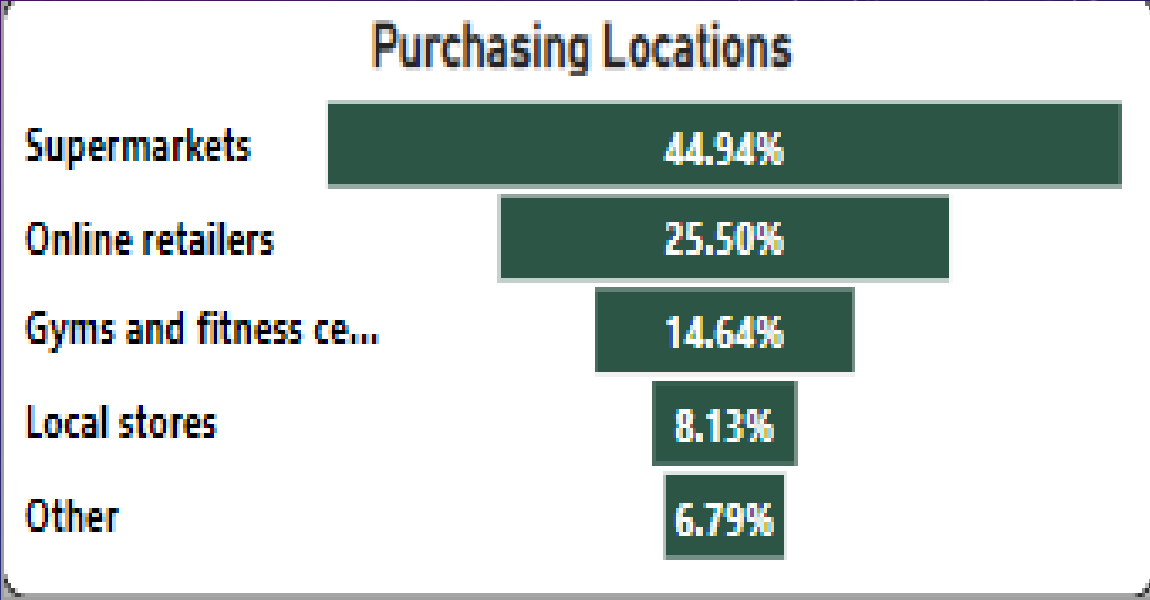 Purchasing Locations
Supermarkets 44.94%
Online retailers 25.50%
Gyms and fitness ce... 14.64%
Local stores 8.13%
Other 6.79%